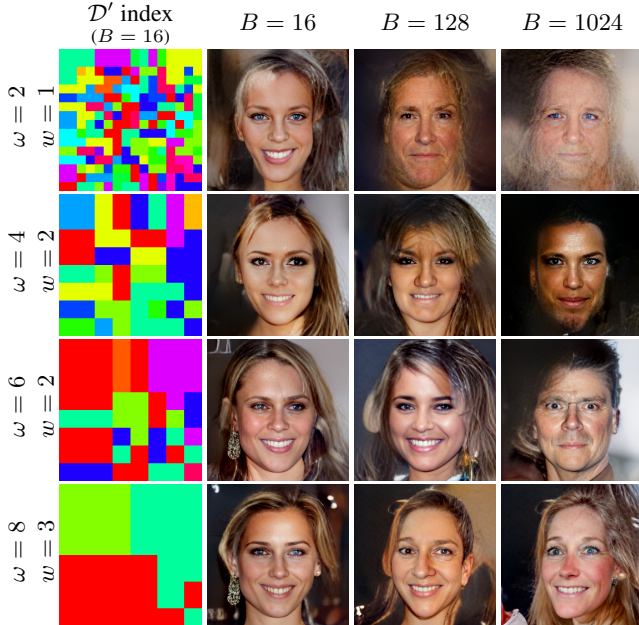 𝒟′ index
(B = 16)
B = 16
B = 128
B = 1024
ω = 2
w = 1
ω = 4
w = 2
ω = 6
w = 2
ω = 8
w = 3